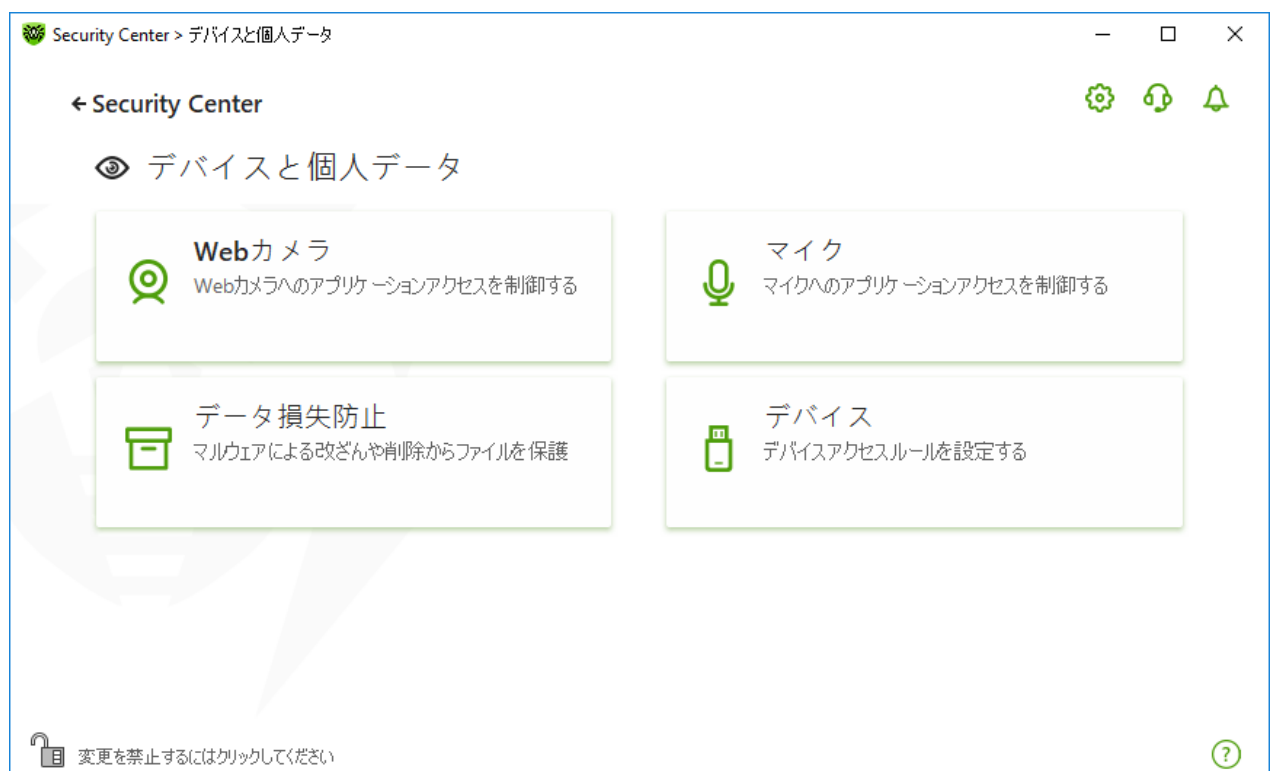 Security Center > デバイスと個人データ
Security Center
デバイスと個人データ
Webカメラ
Webカメラへのアプリケーションアクセスを制御する
マイク
マイクへのアプリケーションアクセスを制御する
データ損失防止
マルウェアによる改ざんや削除からファイルを保護
デバイス
デバイスアクセスルールを設定する
変更を禁止するにはクリックしてください
?